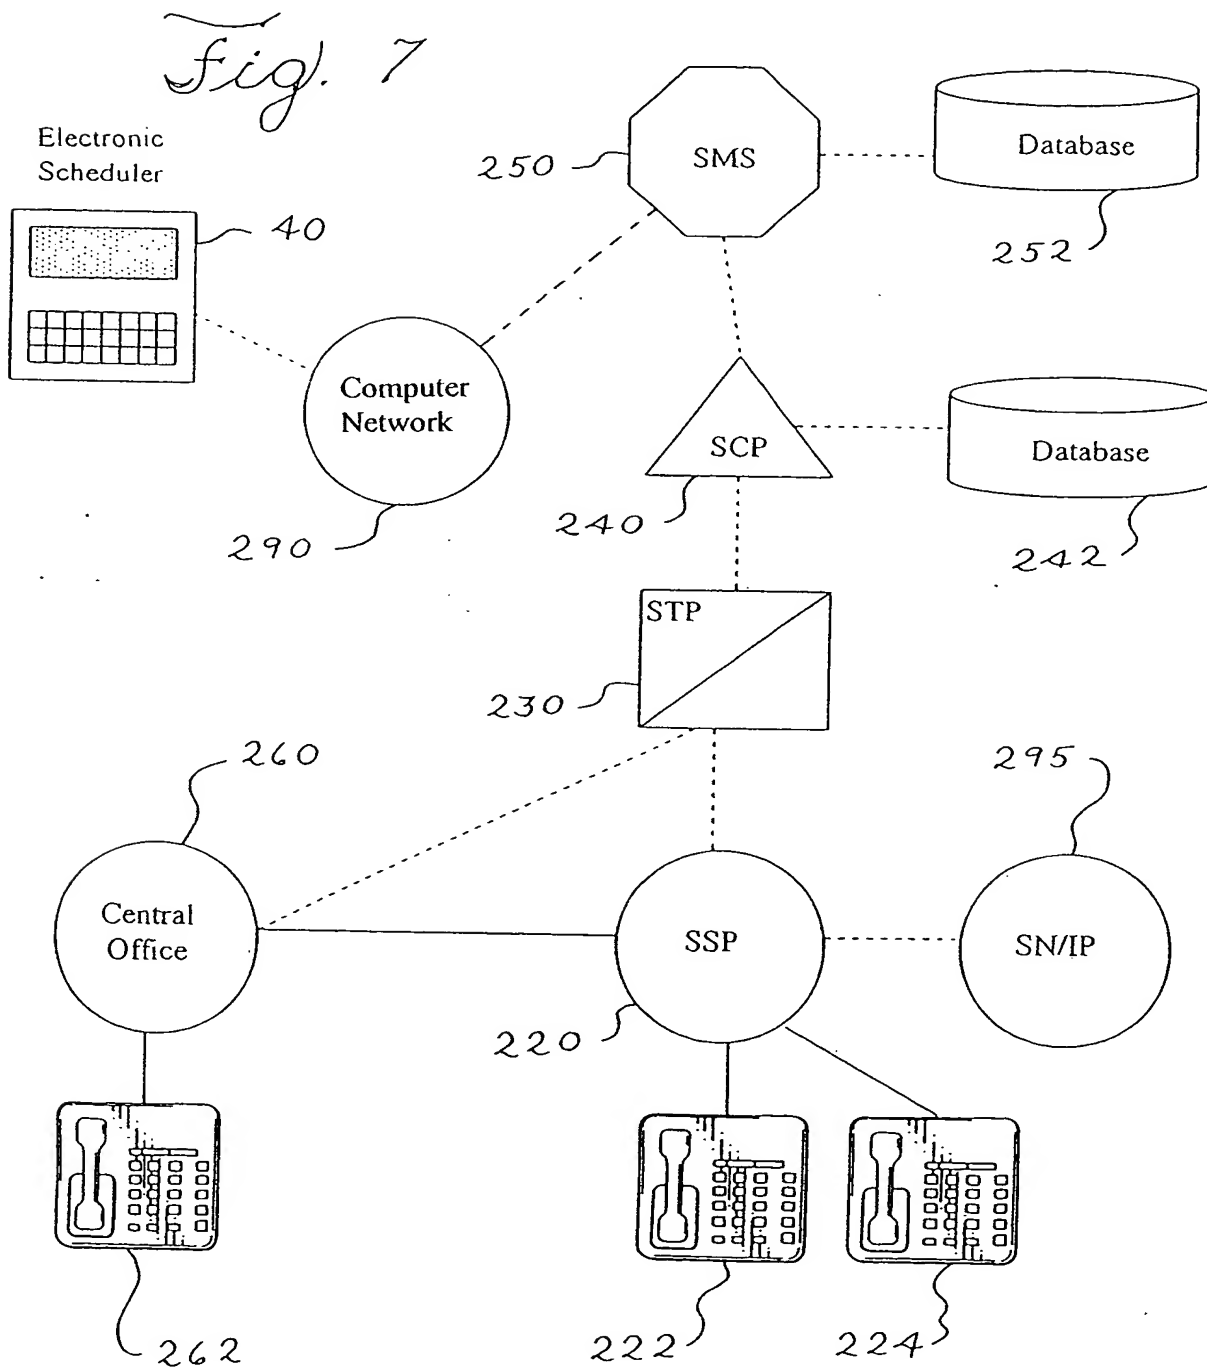 Fig. 7
Electronic
Scheduler
40
250
SMS
Database
252
Computer
Network
290
SCP
240
Database
242
STP
230
260
295
Central
Office
SSP
SN/IP
220
262
222
224